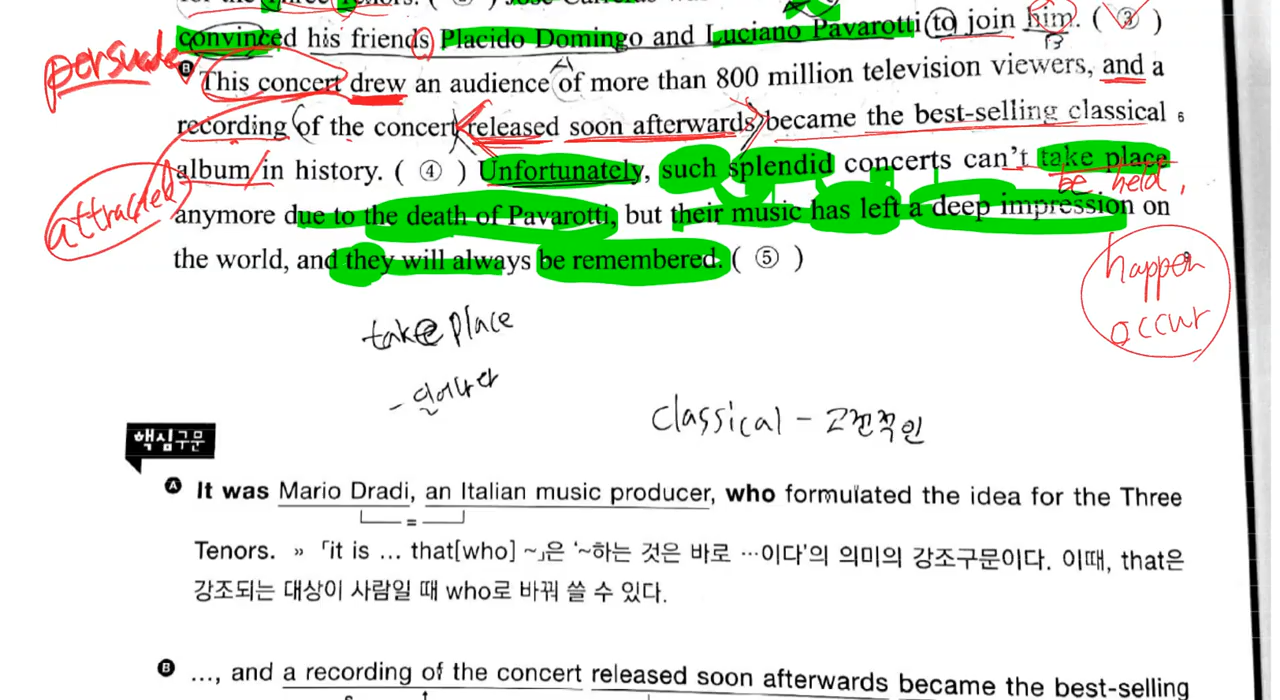 convinced his friends Placido Domingo and Luciano Pavarotti to join him. ( ③ )
persuade
B
A
B This concert drew an audience of more than 800 million television viewers, and a
recording of the concert released soon afterwards became the best-selling classical 6
album in history. ( ④ ) Unfortunately, such splendid concerts can't take place
attracted
be held,
anymore due to the death of Pavarotti, but their music has left a deep impression on
the world, and they will always be remembered. ( ⑤ )
happen
occur
take place
- 일어나다
classical - 고전적인
핵심구문
A It was Mario Dradi, an Italian music producer, who formulated the idea for the Three
=
Tenors. » 「it is ... that[who] ~」은 '~하는 것은 바로 …이다'의 의미의 강조구문이다. 이때, that은
강조되는 대상이 사람일 때 who로 바꿔 쓸 수 있다.
B ..., and a recording of the concert released soon afterwards became the best-selling